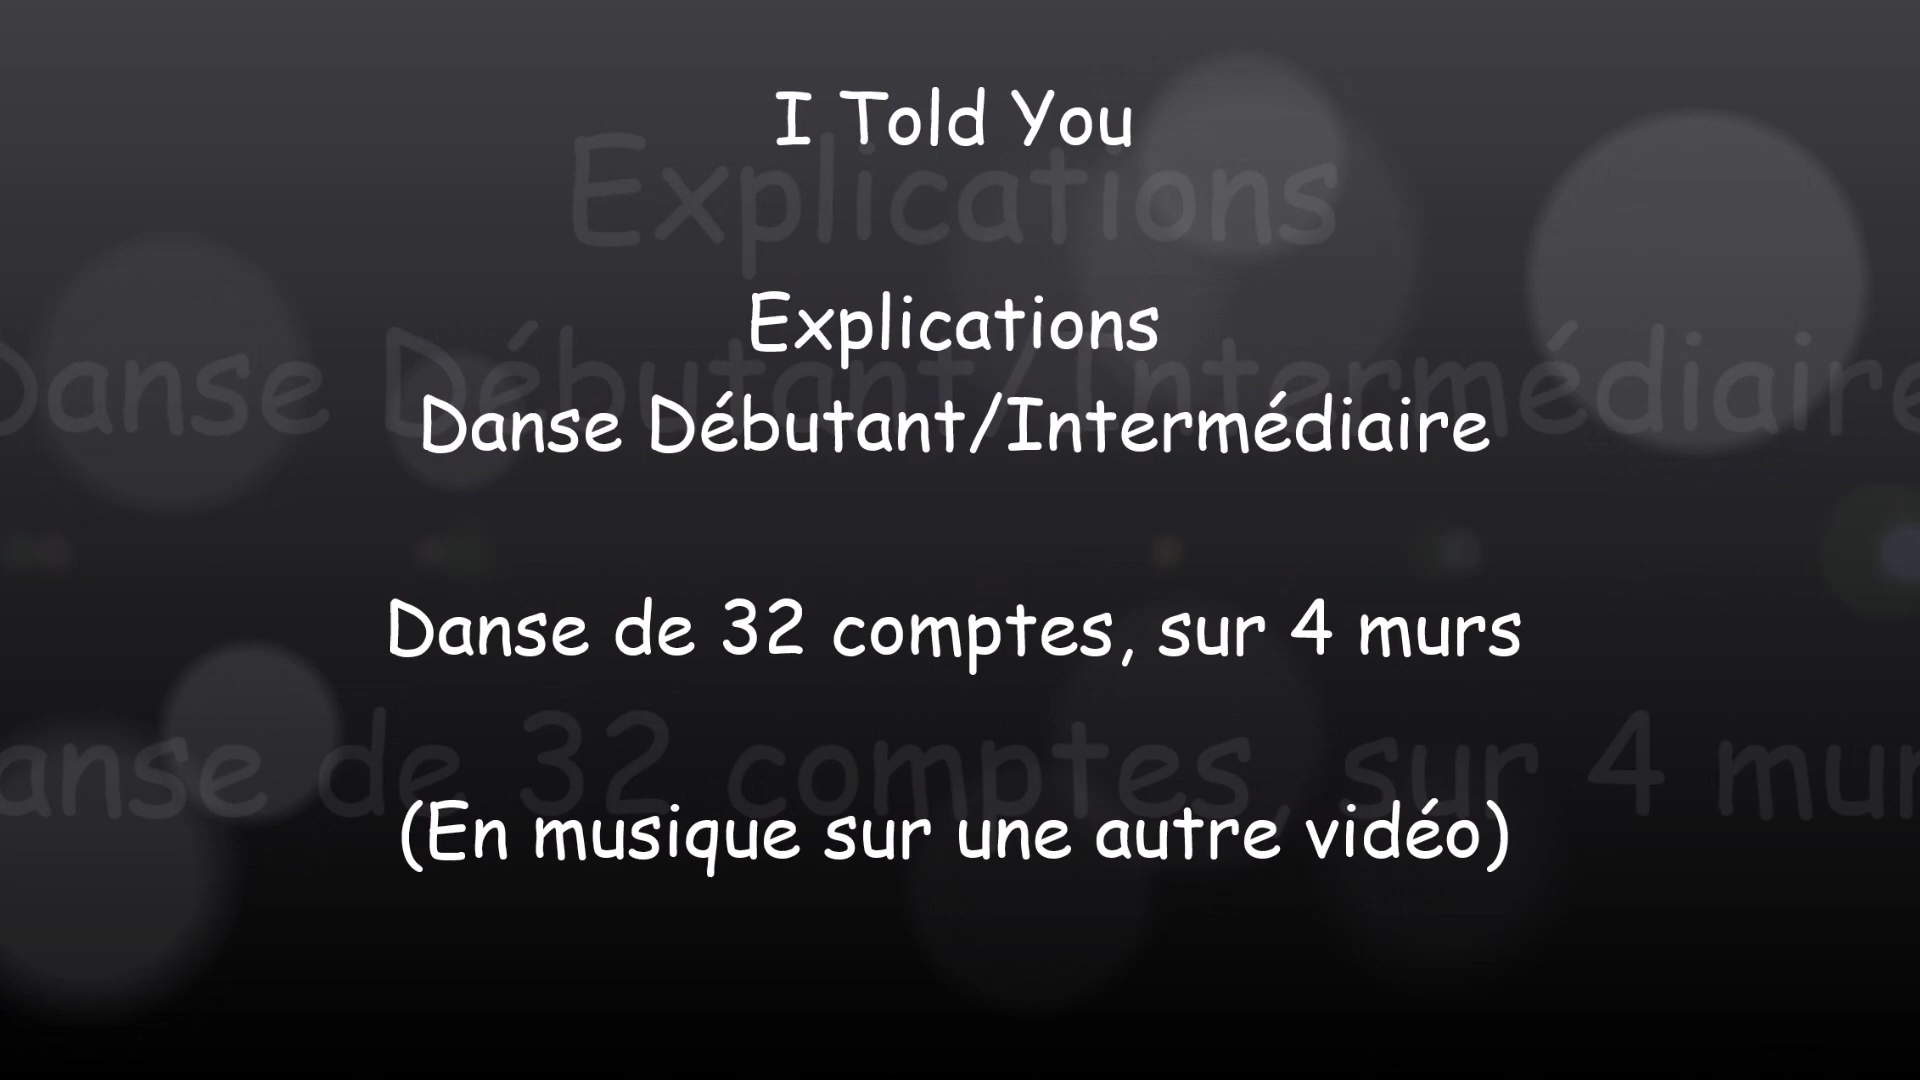 I Told You
Explications
Danse Débutant/Intermédiaire
Danse de 32 comptes, sur 4 murs
(En musique sur une autre vidéo)